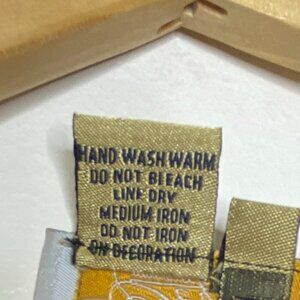 HAND WASH WARM
DO NOT BLEACH
LINE DRY
MEDIUM IRON
DO NOT IRON
ON DECORATION